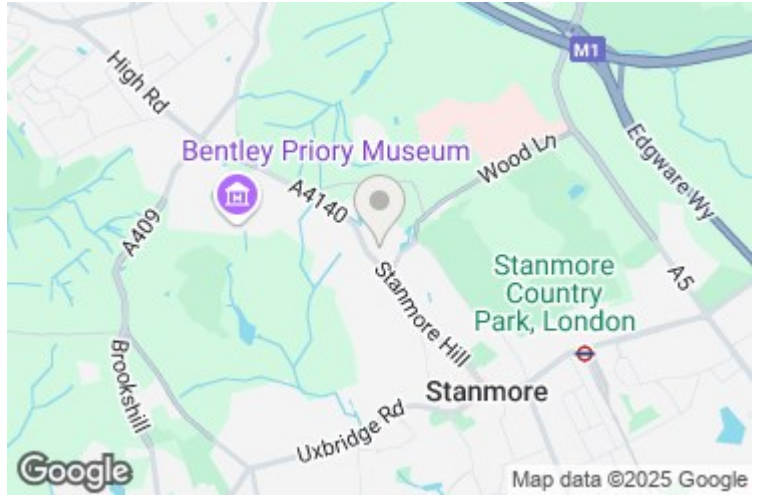 High Rd
M1
Edgware Wy
Bentley Priory Museum
Wood Ln
A4140
A409
Stanmore
Country
Park, London
A5
Stanmore Hill
Brookshill
Stanmore
Uxbridge Rd
Google
Map data ©2025 Google